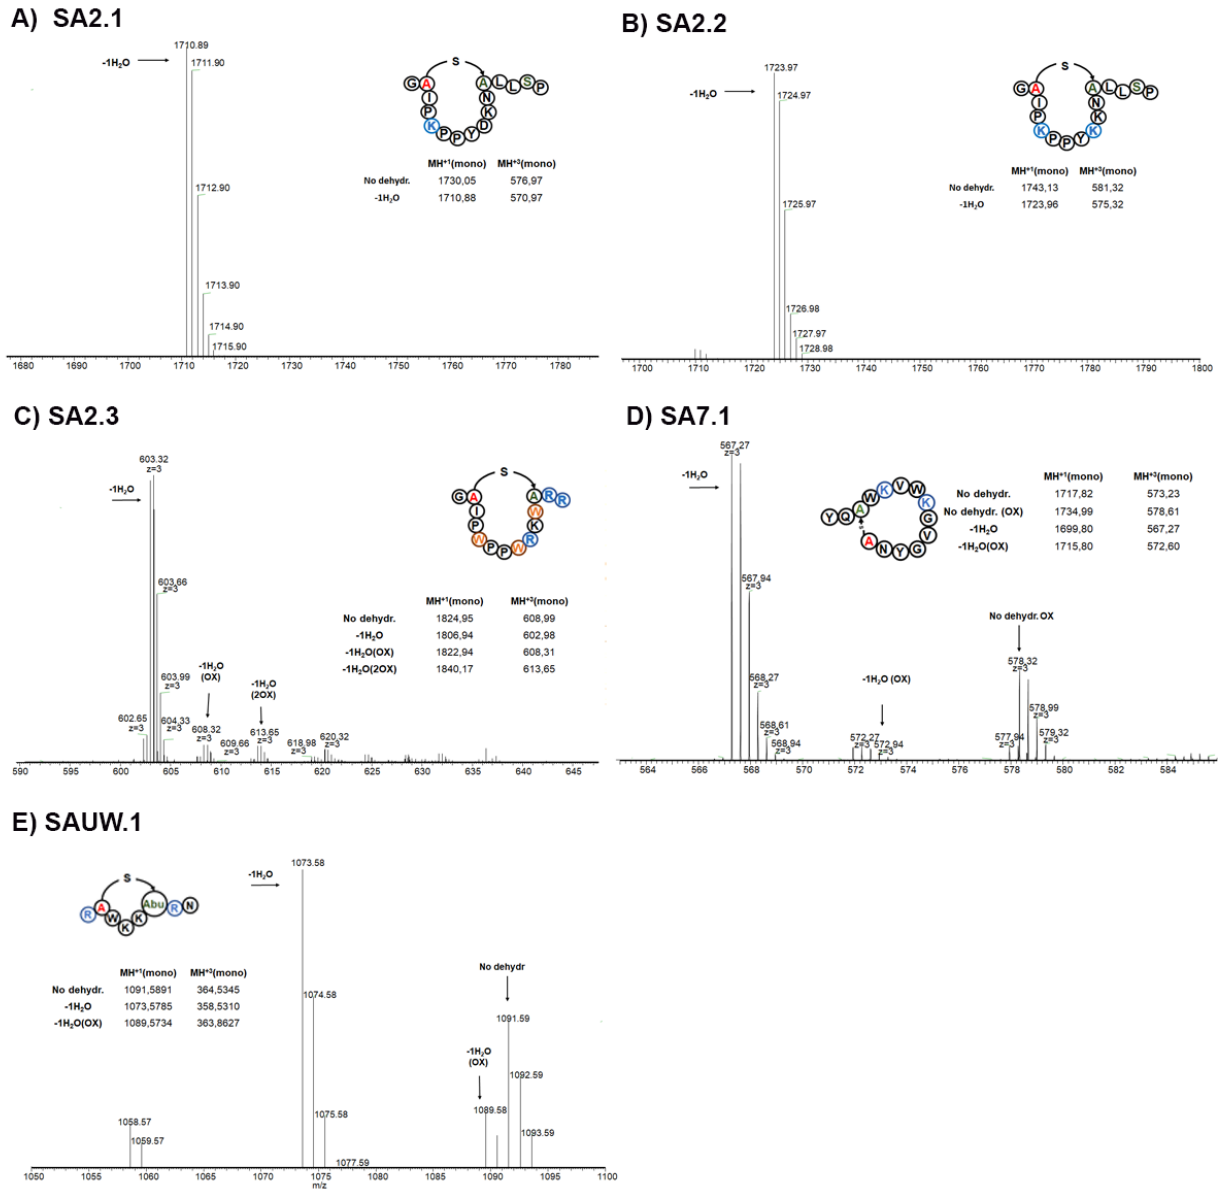 A) SA2.1
-1H₂O
1710.89
1711.90
1712.90
1713.90
1714.90
1715.90
S
G A I P K P P Y D K N A L L S P
MH⁺¹(mono) MH⁺³(mono)
No dehydr. 1730,05 576,97
-1H₂O 1710,88 570,97
1680 1690 1700 1710 1720 1730 1740 1750 1760 1770 1780
B) SA2.2
-1H₂O
1723.97
1724.97
1725.97
1726.98
1727.97
1728.98
S
G A I P K P P Y K K N A L L S P
MH⁺¹(mono) MH⁺³(mono)
No dehydr. 1743,13 581,32
-1H₂O 1723,96 575,32
1700 1710 1720 1730 1740 1750 1760 1770 1780 1790 1800
C) SA2.3
-1H₂O
603.32
z=3
603,66
z=3
603,99
z=3
602.65
z=3
604,33
z=3
-1H₂O
(OX)
608,32
z=3
-1H₂O
(2OX)
613,65
z=3
609,66
z=3
618,98
z=3
620,32
z=3
S
G A I P W P P W R K W A R R
MH⁺¹(mono) MH⁺³(mono)
No dehydr. 1824,95 608,99
-1H₂O 1806,94 602,98
-1H₂O(OX) 1822,94 608,31
-1H₂O(2OX) 1840,17 613,65
590 595 600 605 610 615 620 625 630 635 640 645
D) SA7.1
-1H₂O
567,27
z=3
567,94
z=3
568,27
z=3
568,61
z=3
568,94
z=3
-1H₂O (OX)
572,27
z=3
572,94
z=3
No dehydr. OX
578,32
z=3
577,94
z=3
578,99
z=3
579,32
z=3
Y Q A W K V W K G V G Y N A
MH⁺¹(mono) MH⁺³(mono)
No dehydr. 1717,82 573,23
No dehydr. (OX) 1734,99 578,61
-1H₂O 1699,80 567,27
-1H₂O(OX) 1715,80 572,60
564 566 568 570 572 574 576 578 580 582 584
E) SAUW.1
S
R A W K K Abu R N
MH⁺¹(mono) MH⁺³(mono)
No dehydr. 1091,5891 364,5345
-1H₂O 1073,5785 358,5310
-1H₂O(OX) 1089,5734 363,8627
-1H₂O
1073.58
1074.58
1075.58
1077.59
1058.57
1059.57
-1H₂O
(OX)
1089.58
No dehydr
1091.59
1092.59
1093.59
1050 1060 1065 1070 1075 1080 1085 1090 1095 1100
m/z